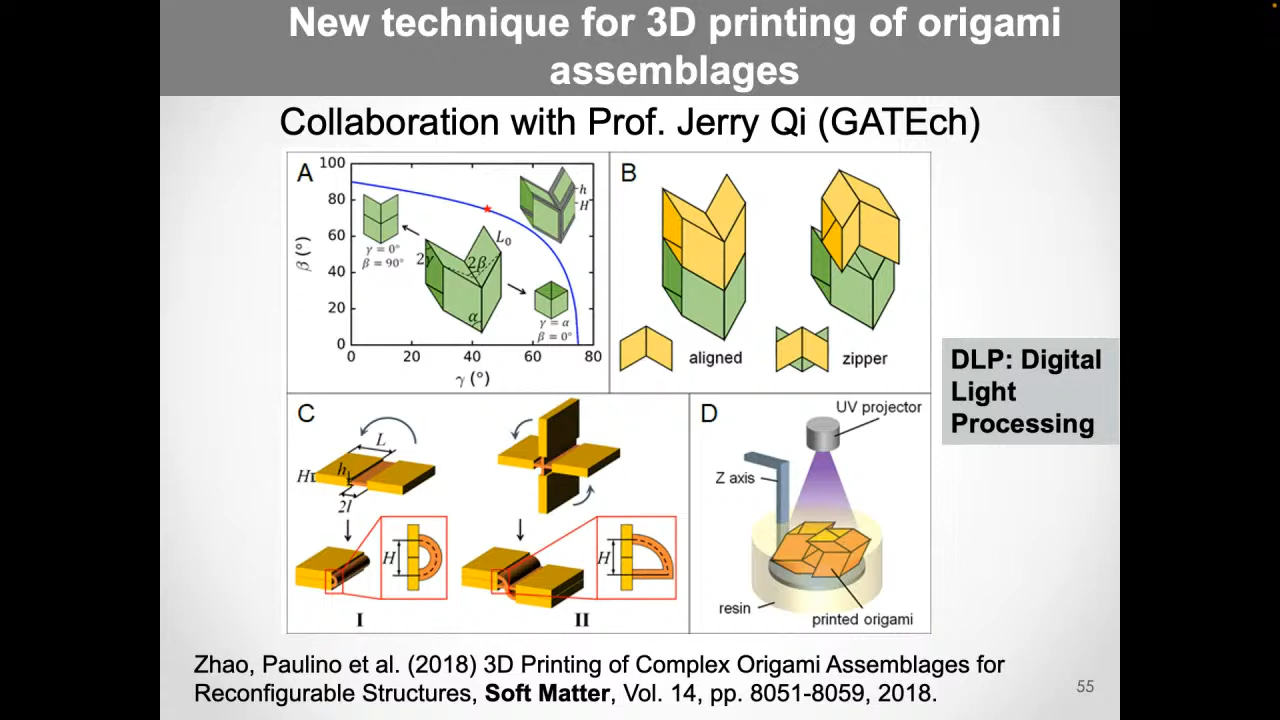 New technique for 3D printing of origami
assemblages
Collaboration with Prof. Jerry Qi (GATEch)
A
100
80
60
40
20
0
β (°)
0 20 40 60 80
γ (°)
γ = 0°
β = 90°
2γ
2β
L₀
h
H
α
γ = α
β = 0°
B
aligned
zipper
C
L
h
H
2l
H
H
I
II
D
UV projector
Z axis
resin
printed origami
DLP: Digital
Light
Processing
Zhao, Paulino et al. (2018) 3D Printing of Complex Origami Assemblages for
Reconfigurable Structures, Soft Matter, Vol. 14, pp. 8051-8059, 2018.
55